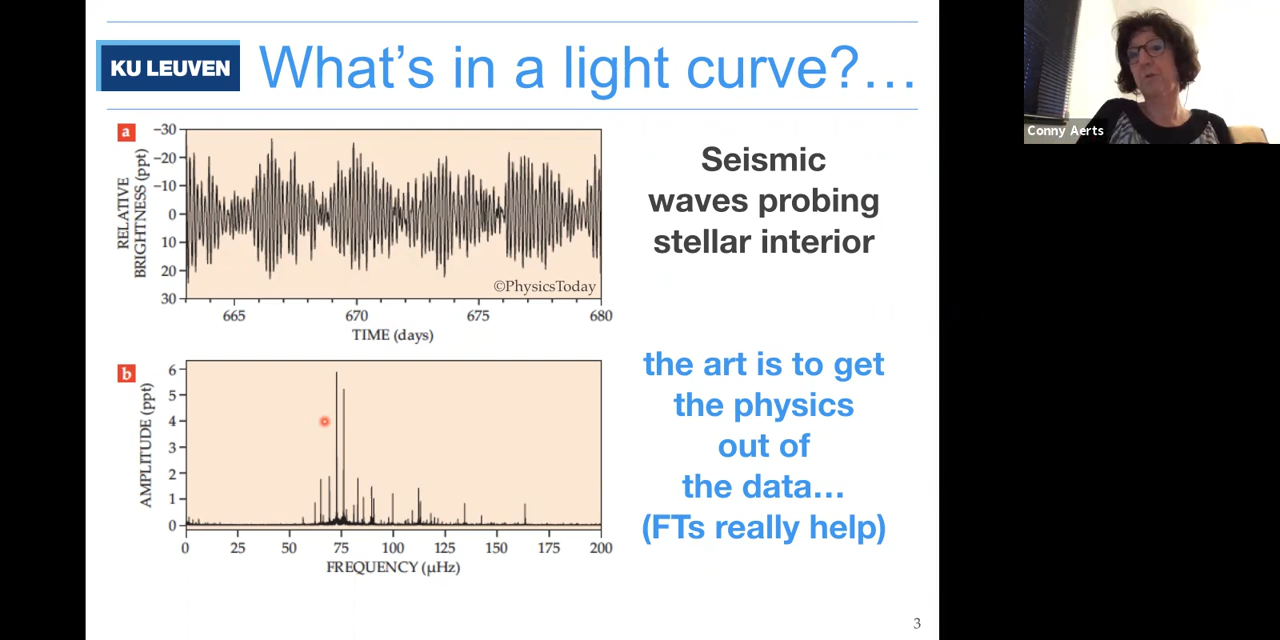 KU LEUVEN
What's in a light curve?...
a
RELATIVE
BRIGHTNESS (ppt)
−30
−20
−10
0
10
20
30
©PhysicsToday
665
670
675
680
TIME (days)
b
AMPLITUDE (ppt)
6
5
4
3
2
1
0
0
25
50
75
100
125
150
175
200
FREQUENCY (µHz)
Seismic
waves probing
stellar interior
the art is to get
the physics
out of
the data...
(FTs really help)
3
Conny Aerts